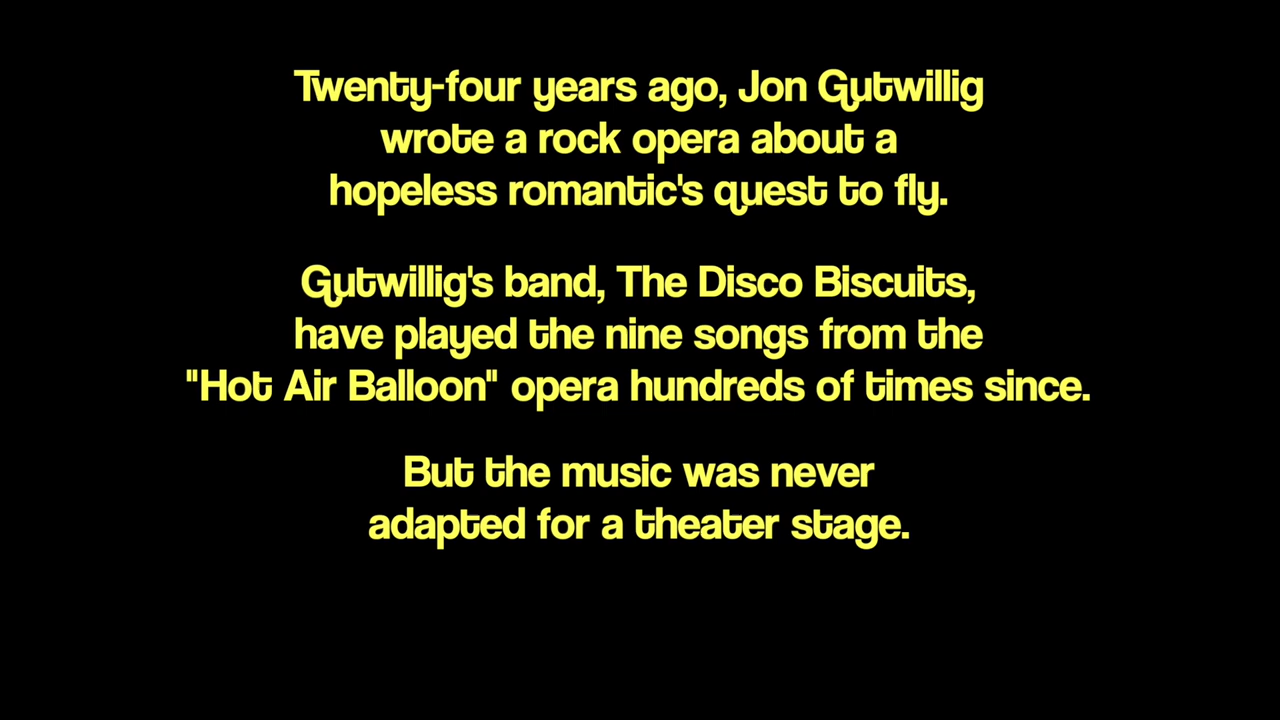 Twenty-four years ago, Jon Gutwillig
wrote a rock opera about a
hopeless romantic's quest to fly.
Gutwillig's band, The Disco Biscuits,
have played the nine songs from the
"Hot Air Balloon" opera hundreds of times since.
But the music was never
adapted for a theater stage.